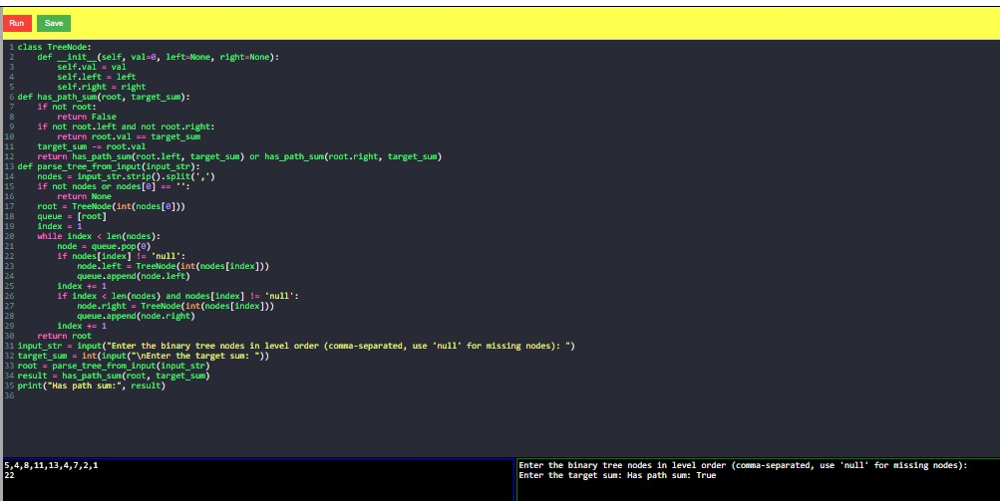 Run Save
1 class TreeNode:
2     def __init__(self, val=0, left=None, right=None):
3         self.val = val
4         self.left = left
5         self.right = right
6 def has_path_sum(root, target_sum):
7     if not root:
8         return False
9     if not root.left and not root.right:
10         return root.val == target_sum
11     target_sum -= root.val
12     return has_path_sum(root.left, target_sum) or has_path_sum(root.right, target_sum)
13 def parse_tree_from_input(input_str):
14     nodes = input_str.strip().split(',')
15     if not nodes or nodes[0] == '':
16         return None
17     root = TreeNode(int(nodes[0]))
18     queue = [root]
19     index = 1
20     while index < len(nodes):
21         node = queue.pop(0)
22         if nodes[index] != 'null':
23             node.left = TreeNode(int(nodes[index]))
24             queue.append(node.left)
25         index += 1
26         if index < len(nodes) and nodes[index] != 'null':
27             node.right = TreeNode(int(nodes[index]))
28             queue.append(node.right)
29         index += 1
30     return root
31 input_str = input("Enter the binary tree nodes in level order (comma-separated, use 'null' for missing nodes): ")
32 target_sum = int(input("\nEnter the target sum: "))
33 root = parse_tree_from_input(input_str)
34 result = has_path_sum(root, target_sum)
35 print("Has path sum:", result)
36
5,4,8,11,13,4,7,2,1
22
Enter the binary tree nodes in level order (comma-separated, use 'null' for missing nodes):
Enter the target sum: Has path sum: True